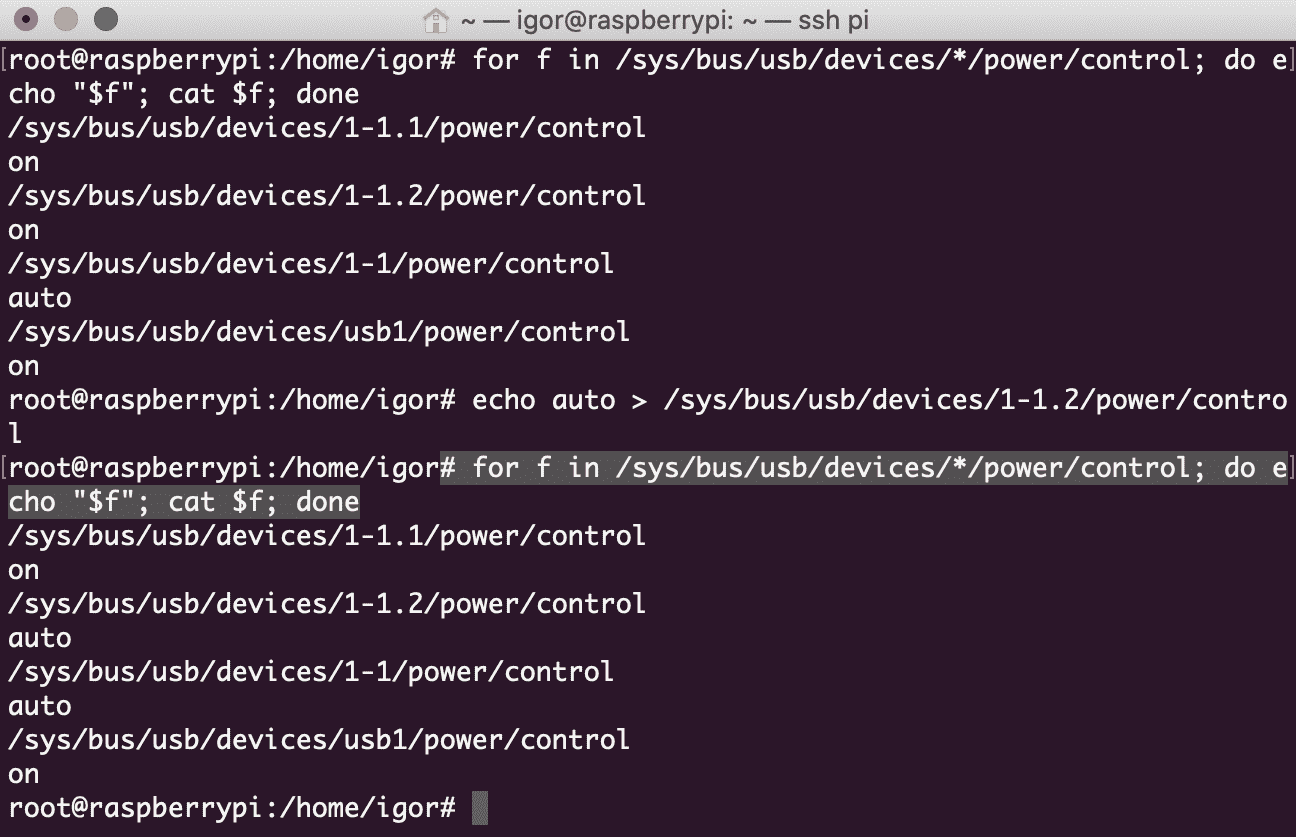 ~ — igor@raspberrypi: ~ — ssh pi
[root@raspberrypi:/home/igor# for f in /sys/bus/usb/devices/*/power/control; do e]
cho "$f"; cat $f; done
/sys/bus/usb/devices/1-1.1/power/control
on
/sys/bus/usb/devices/1-1.2/power/control
on
/sys/bus/usb/devices/1-1/power/control
auto
/sys/bus/usb/devices/usb1/power/control
on
root@raspberrypi:/home/igor# echo auto > /sys/bus/usb/devices/1-1.2/power/contro
l
[root@raspberrypi:/home/igor# for f in /sys/bus/usb/devices/*/power/control; do e]
cho "$f"; cat $f; done
/sys/bus/usb/devices/1-1.1/power/control
on
/sys/bus/usb/devices/1-1.2/power/control
auto
/sys/bus/usb/devices/1-1/power/control
auto
/sys/bus/usb/devices/usb1/power/control
on
root@raspberrypi:/home/igor#